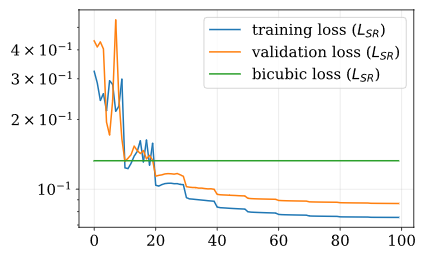 training loss (L_SR)
validation loss (L_SR)
bicubic loss (L_SR)
4 × 10⁻¹
3 × 10⁻¹
2 × 10⁻¹
10⁻¹
0 20 40 60 80 100